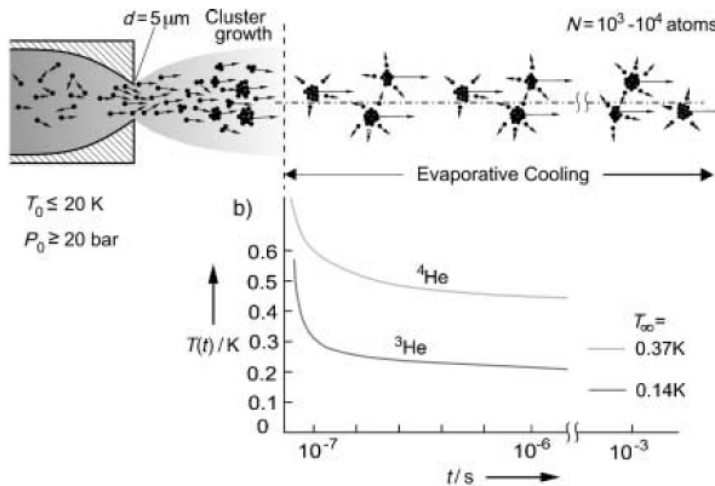 d = 5 μm
Cluster
growth
N = 10³ -10⁴ atoms
Evaporative Cooling
T₀ ≤ 20 K
P₀ ≥ 20 bar
b)
0.6
0.5
0.4
0.3
0.2
0.1
0
T(t) / K
⁴He
³He
T∞ =
0.37K
0.14K
10⁻⁷
10⁻⁶
10⁻³
t / s